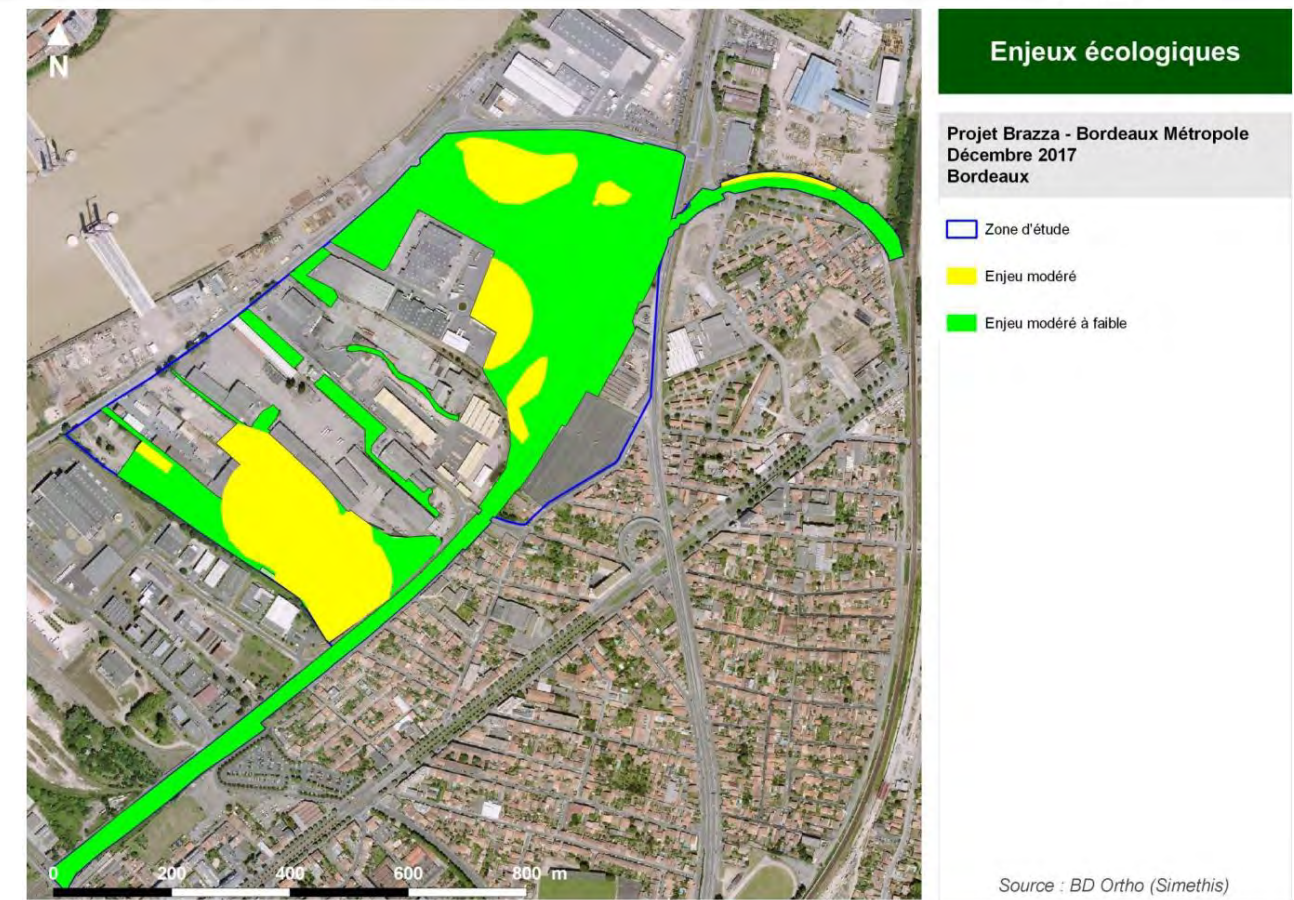 N
Enjeux écologiques
Projet Brazza - Bordeaux Métropole
Décembre 2017
Bordeaux
Zone d'étude
Enjeu modéré
Enjeu modéré à faible
0 200 400 600 800 m
Source : BD Ortho (Simethis)